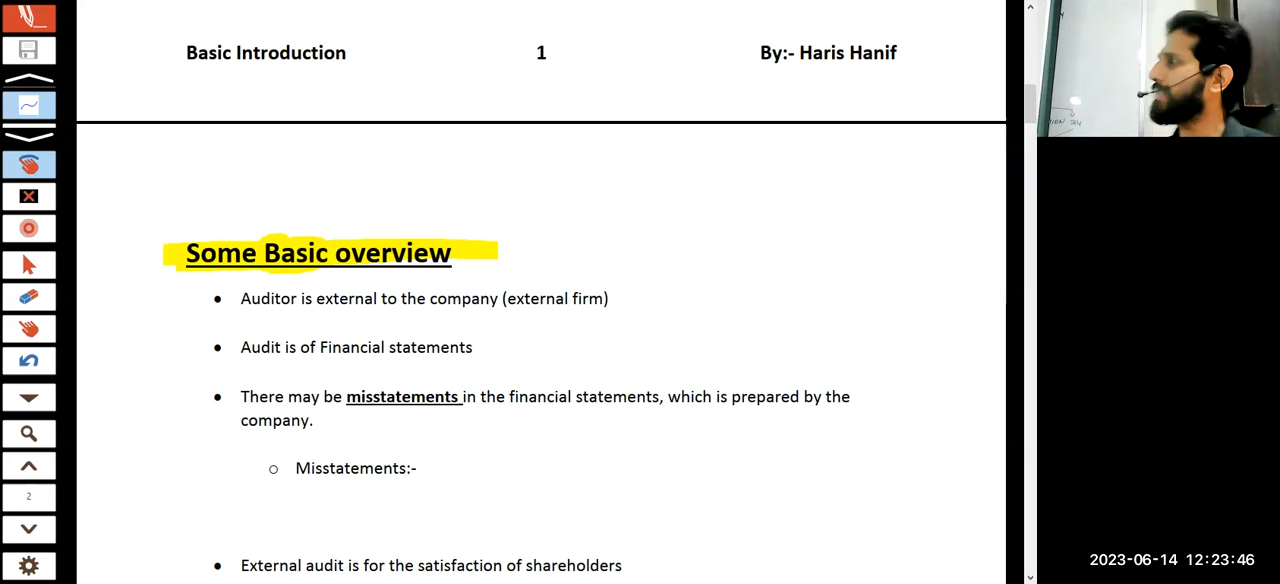 Basic Introduction 1 By:- Haris Hanif
Some Basic overview
• Auditor is external to the company (external firm)
• Audit is of Financial statements
• There may be misstatements in the financial statements, which is prepared by the
company.
o Misstatements:-
• External audit is for the satisfaction of shareholders
2
2023-06-14 12:23:46